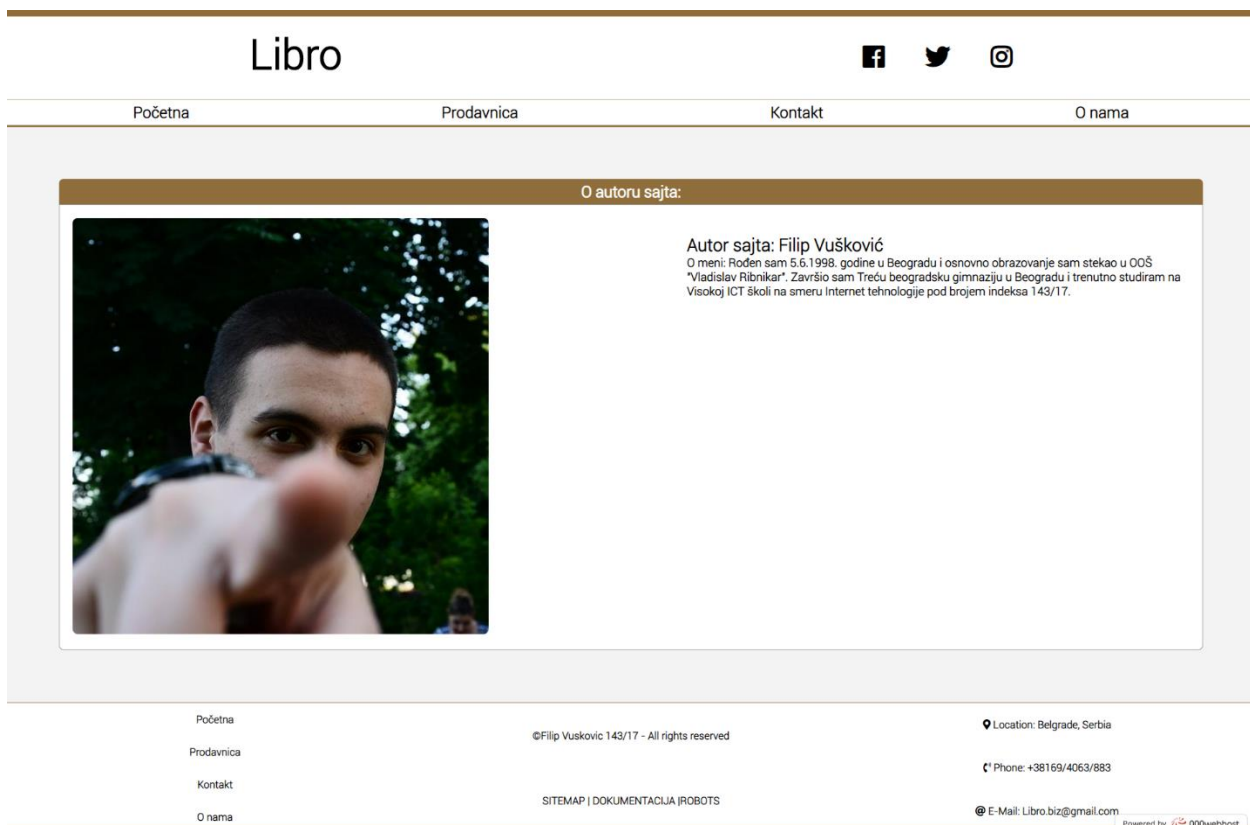 Libro
Početna Prodavnica Kontakt O nama
O autoru sajta:
Autor sajta: Filip Vušković
O meni: Rođen sam 5.6.1998. godine u Beogradu i osnovno obrazovanje sam stekao u OOŠ
"Vladislav Ribnikar". Završio sam Treću beogradsku gimnaziju u Beogradu i trenutno studiram na
Visokoj ICT školi na smeru Internet tehnologije pod brojem indeksa 143/17.
Početna
Prodavnica
Kontakt
O nama
©Filip Vuskovic 143/17 - All rights reserved
SITEMAP | DOKUMENTACIJA |ROBOTS
Location: Belgrade, Serbia
Phone: +38169/4063/883
@ E-Mail: Libro.biz@gmail.com
Powered by 000webhost